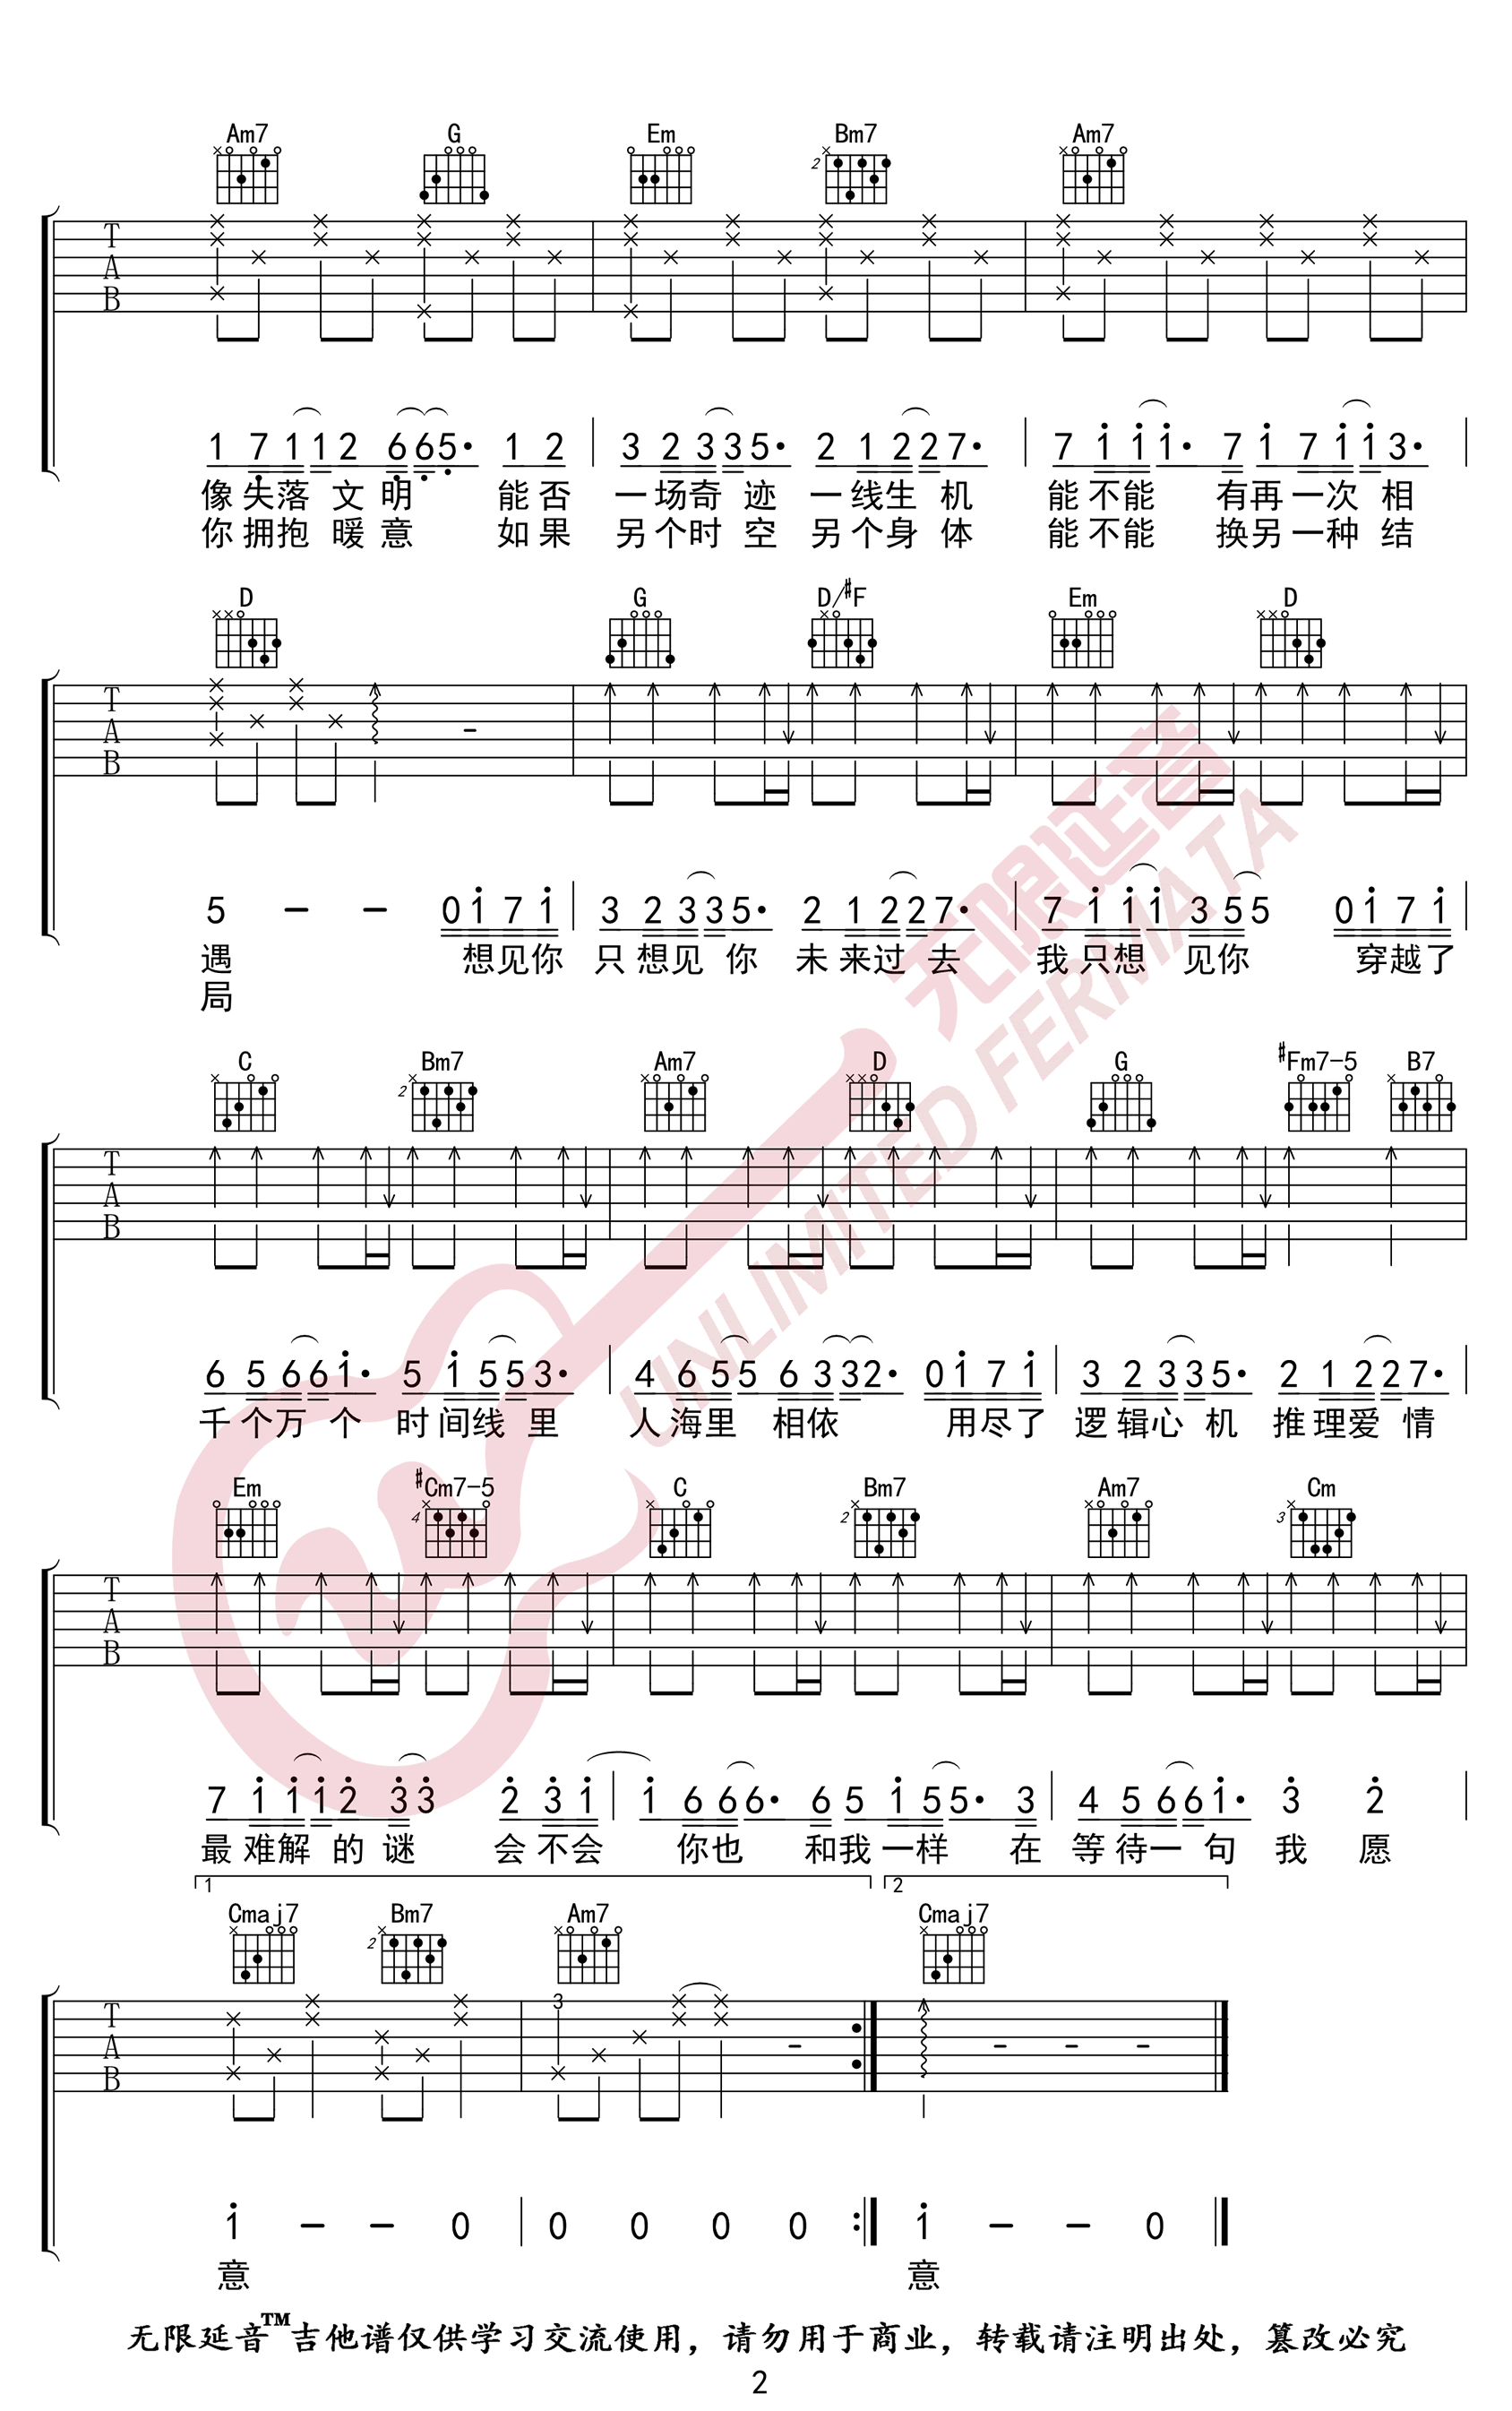 Am7 G Em Bm7 Am7
2
T
A
B
1 7 1 1 2 6 6 5· 1 2 | 3 2 3 3 5· 2 1 2 2 7· | 7 1 1 1· 7 1 7 1 1 3· |
像失落 文 明 能否 一场奇 迹 一线生 机 能不能 有再一次 相
你拥抱 暖 意 如果 另个时 空 另个身 体 能不能 换另一种 结
D G D/#F Em D
T
A
B
5 – – 0 1 7 1 | 3 2 3 3 5· 2 1 2 2 7· | 7 1 1 1 3 5 5 0 1 7 1 |
遇 想见你 只想见 你 未来过 去 我只想 见你 穿越了
局
C Bm7 Am7 D G #Fm7-5 B7
2
T
A
B
6 5 6 6 1· 5 1 5 5 3· | 4 6 5 5 6 3 3 2· 0 1 7 1 | 3 2 3 3 5· 2 1 2 2 7· |
千个万 个 时间线 里 人海里 相依 用尽了 逻辑心 机 推理爱 情
Em #Cm7-5 C Bm7 Am7 Cm
4 2 3
T
A
B
7 1 1 1 2 3 3 2 3 1 | 1 6 6 6· 6 5 1 5 5· 3 | 4 5 6 6 1· 3 2 |
最难解 的 谜 会不会 你也 和我一样 在 等待一 句 我 愿
1 2
Cmaj7 Bm7 Am7 Cmaj7
2
3
T
A
B
1 – – 0 | 0 0 0 0 :| 1 – – 0 ‖
意 意
无限延音™吉他谱仅供学习交流使用，请勿用于商业，转载请注明出处，篡改必究
2
无限延音
UNLIMITED FERMATA